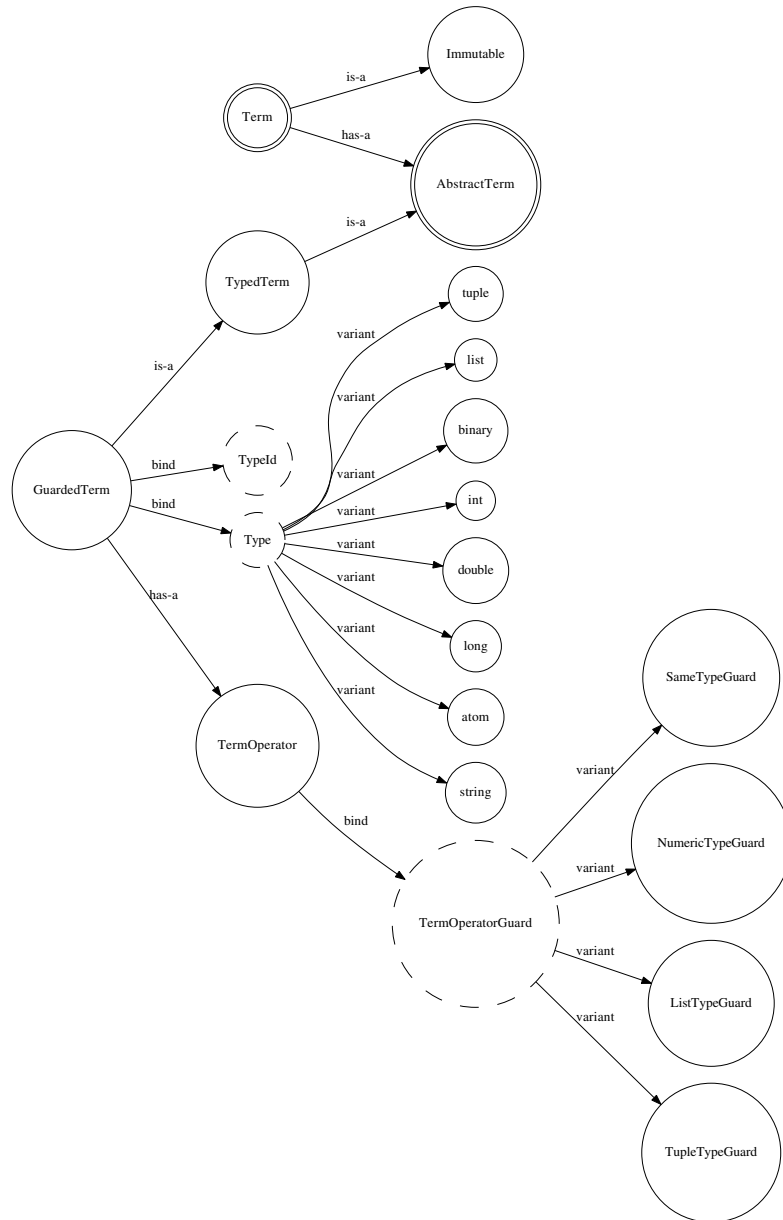 Immutable
is-a
Term
has-a
AbstractTerm
is-a
TypedTerm
tuple
variant
list
is-a
variant
binary
TypeId
bind
variant
GuardedTerm
int
bind
variant
Type
variant
double
variant
has-a
variant
long
SameTypeGuard
variant
atom
TermOperator
variant
string
bind
NumericTypeGuard
variant
TermOperatorGuard
variant
ListTypeGuard
variant
TupleTypeGuard